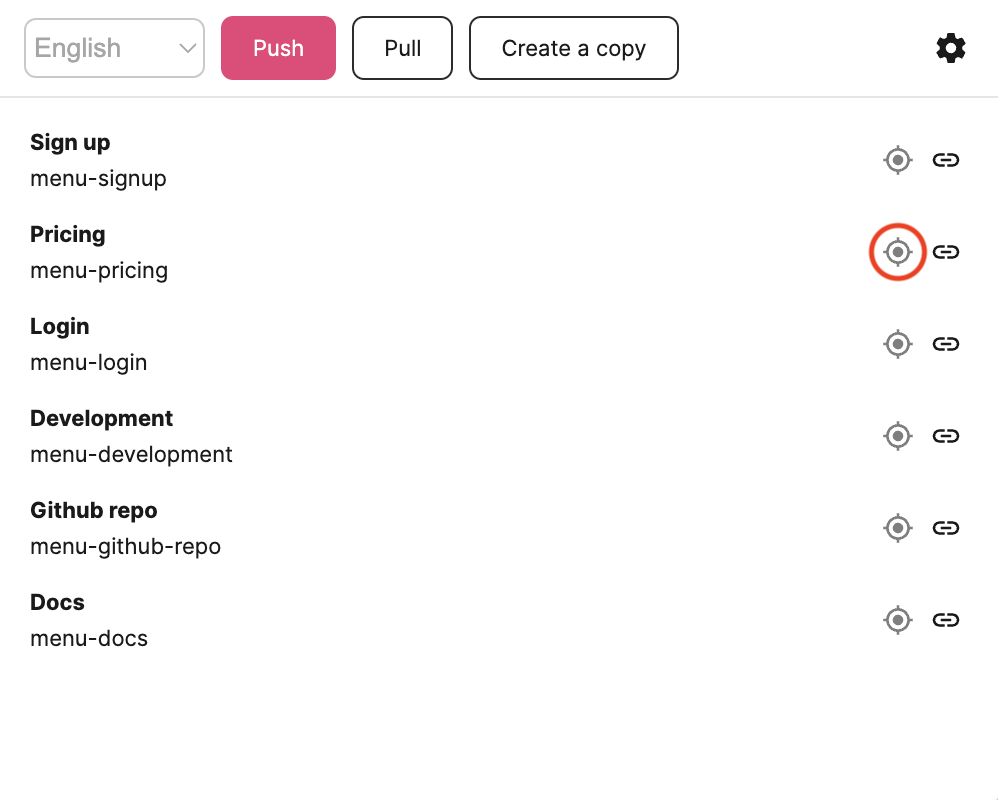 English
Push
Pull
Create a copy
Sign up
menu-signup
Pricing
menu-pricing
Login
menu-login
Development
menu-development
Github repo
menu-github-repo
Docs
menu-docs